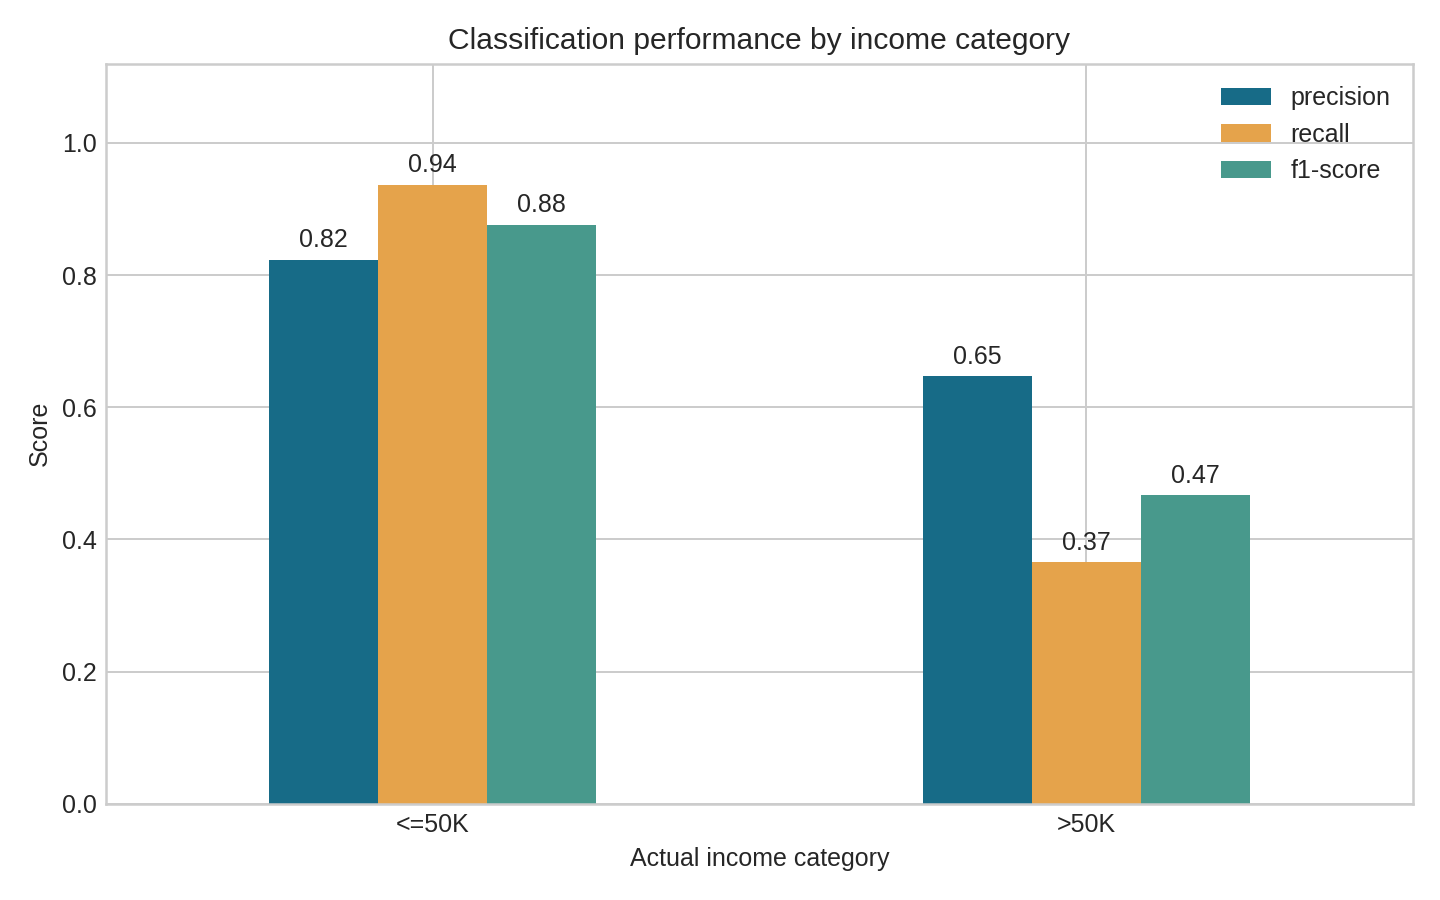 Classification performance by income category
precision
recall
f1-score
1.0
0.8
0.6
0.4
0.2
0.0
Score
0.82
0.94
0.88
0.65
0.37
0.47
<=50K
>50K
Actual income category